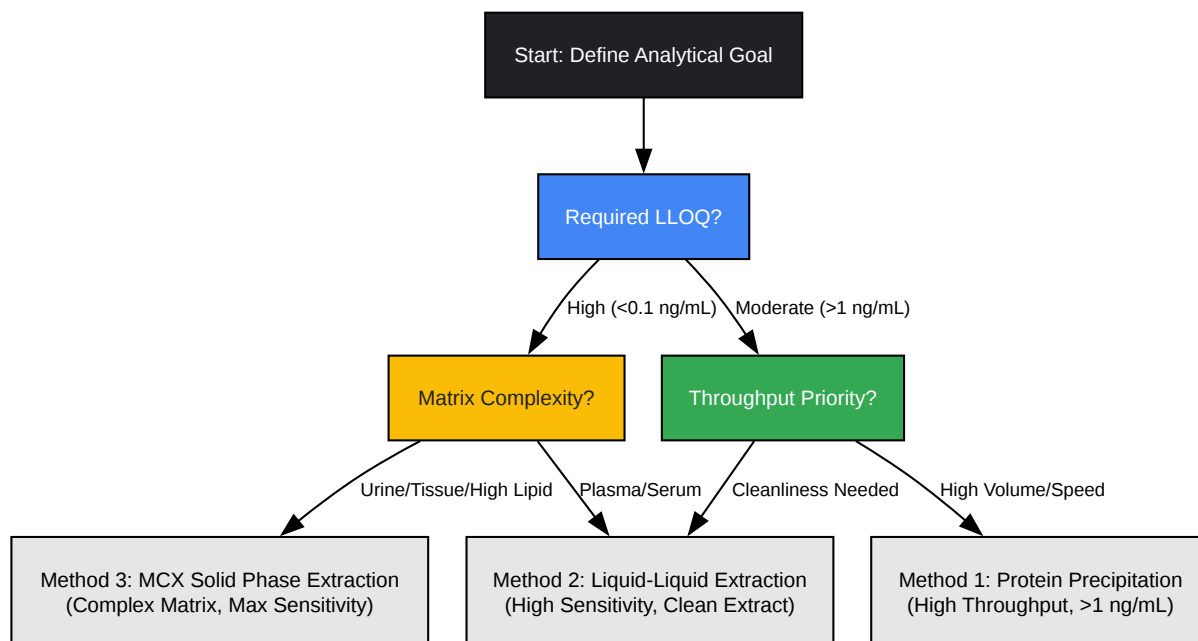 Start: Define Analytical Goal
Required LLOQ?
High (<0.1 ng/mL)
Moderate (>1 ng/mL)
Matrix Complexity?
Throughput Priority?
Urine/Tissue/High Lipid
Plasma/Serum
Cleanliness Needed
High Volume/Speed
Method 3: MCX Solid Phase Extraction
(Complex Matrix, Max Sensitivity)
Method 2: Liquid-Liquid Extraction
(High Sensitivity, Clean Extract)
Method 1: Protein Precipitation
(High Throughput, >1 ng/mL)